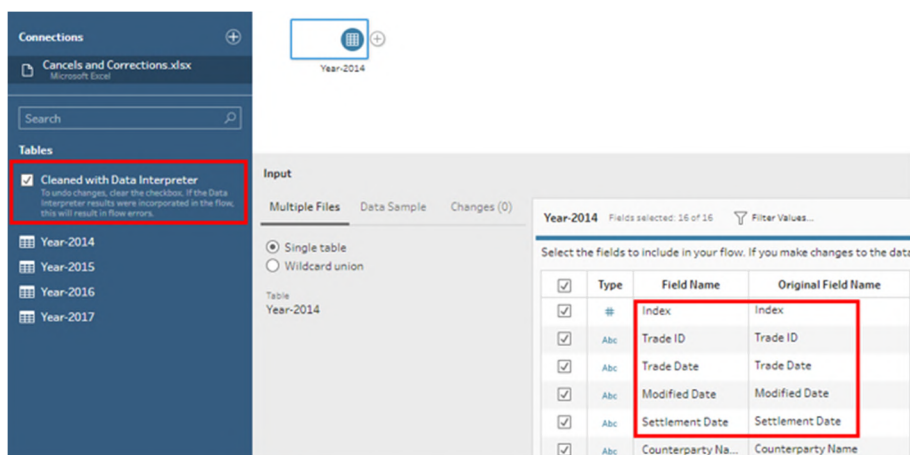 Connections
Cancels and Corrections.xlsx
Microsoft Excel
Search
Tables
Cleaned with Data Interpreter
To undo changes, clear the checkbox. If the Data
Interpreter results were incorporated in the flow,
this will result in flow errors.
Year-2014
Year-2015
Year-2016
Year-2017
Year-2014
Input
Multiple Files Data Sample Changes (0)
Single table
Wildcard union
Table
Year-2014
Year-2014 Fields selected: 16 of 16 Filter Values...
Select the fields to include in your flow. If you make changes to the data
Type Field Name Original Field Name
# Index Index
Abc Trade ID Trade ID
Abc Trade Date Trade Date
Abc Modified Date Modified Date
Abc Settlement Date Settlement Date
Abc Counterparty Na... Counterparty Name